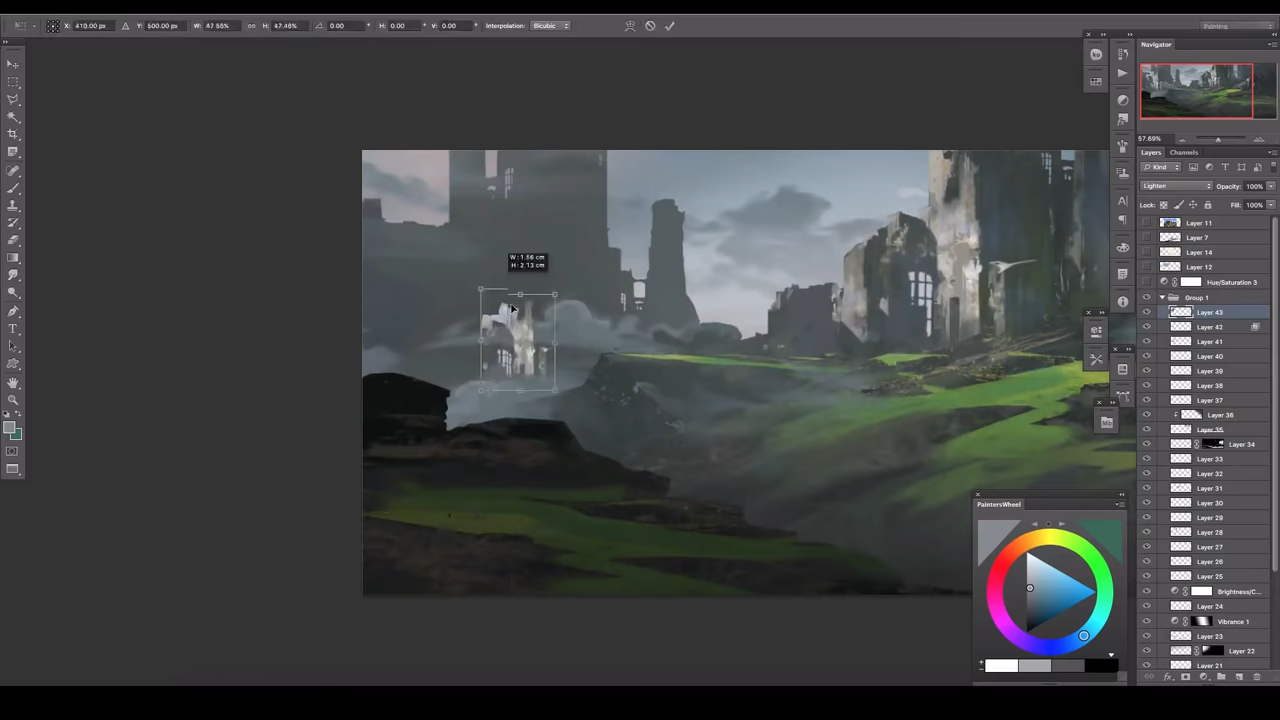 X: 410.00 px Y: 500.00 px W: 47.56% H: 47.46% 0.00 ° H: 0.00 ° V: 0.00 ° Interpolation: Bicubic Painting
Navigator
57.69%
Layers Channels
Kind
Lighten Opacity: 100%
Lock: Fill: 100%
Layer 11
Layer 7
Layer 14
Layer 12
Hue/Saturation 3
Group 1
Layer 43
Layer 42
Layer 41
Layer 40
Layer 39
Layer 38
Layer 37
Layer 36
Layer 35
Layer 34
Layer 33
Layer 32
Layer 31
Layer 30
Layer 29
Layer 28
Layer 27
Layer 26
Layer 25
Brightness/C...
Layer 24
Vibrance 1
Layer 23
Layer 22
Layer 21
W: 1.56 cm
H: 2.13 cm
ku
Mb
PaintersWheel